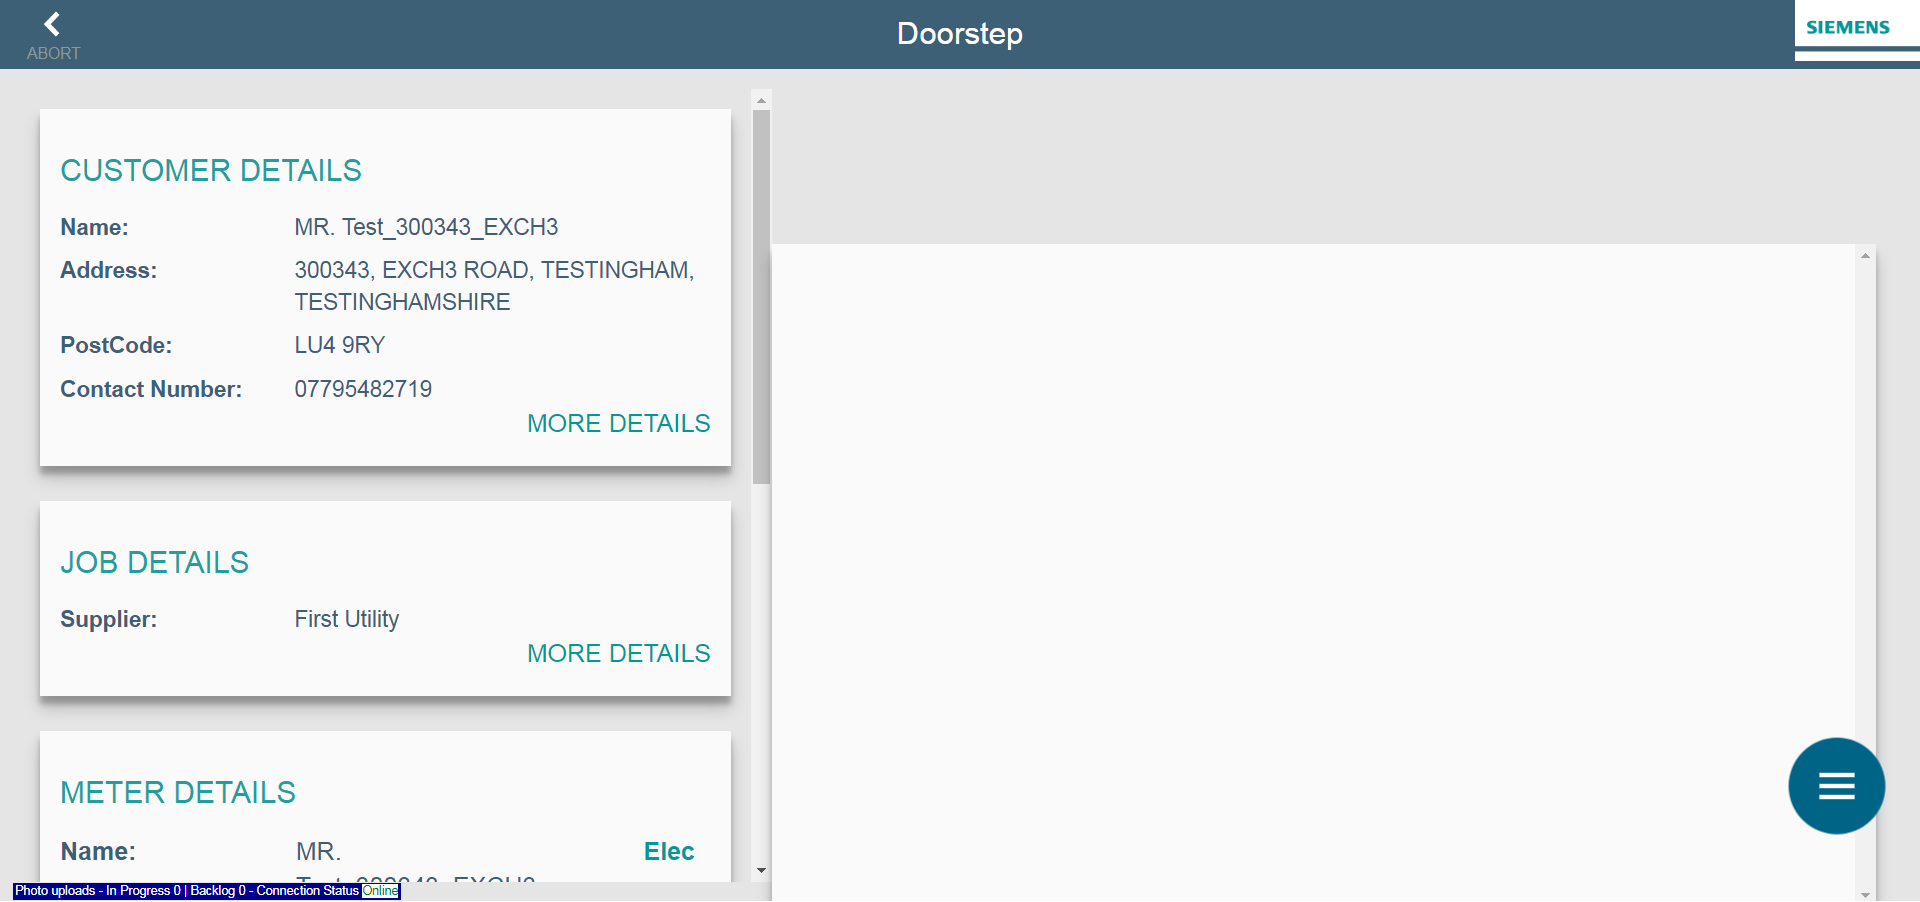 ABORT
Doorstep
SIEMENS
CUSTOMER DETAILS
Name: MR. Test_300343_EXCH3
Address: 300343, EXCH3 ROAD, TESTINGHAM,
TESTINGHAMSHIRE
PostCode: LU4 9RY
Contact Number: 07795482719
MORE DETAILS
JOB DETAILS
Supplier: First Utility
MORE DETAILS
METER DETAILS
Name: MR. Elec
Photo uploads - In Progress 0 | Backlog 0 - Connection Status Online